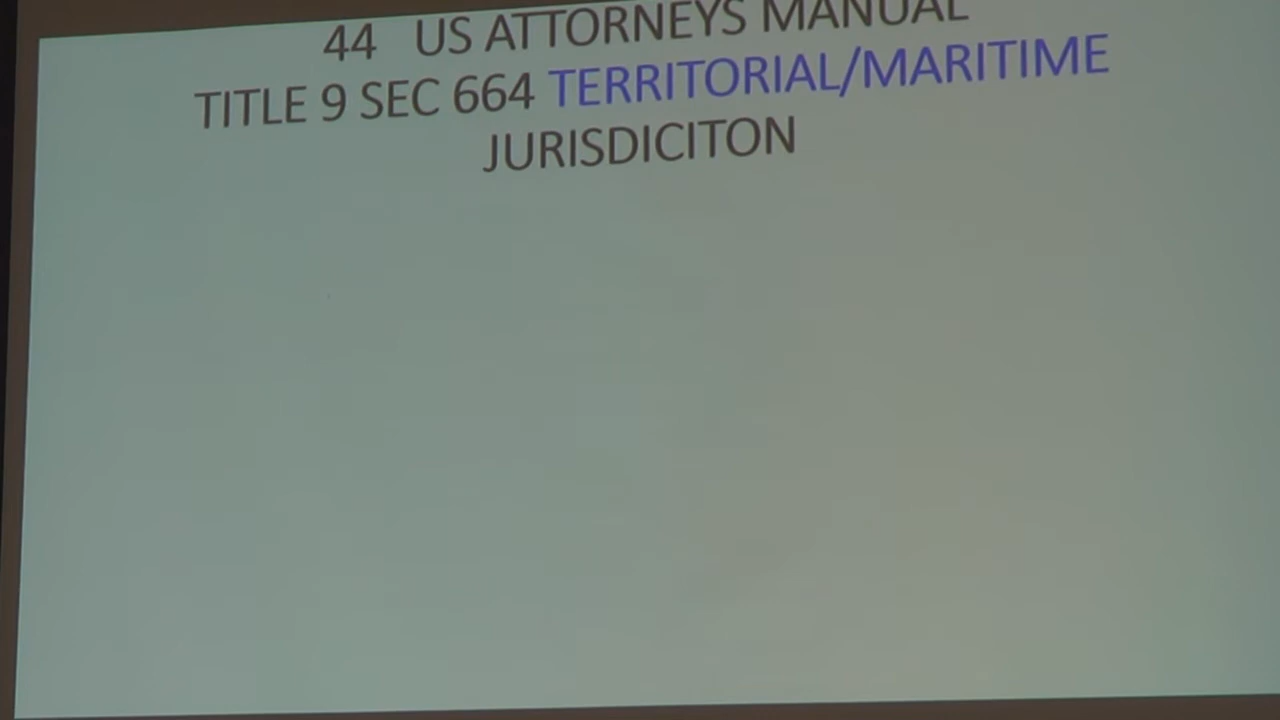 44 US ATTORNEYS MANUAL
TITLE 9 SEC 664 TERRITORIAL/MARITIME
JURISDICITON